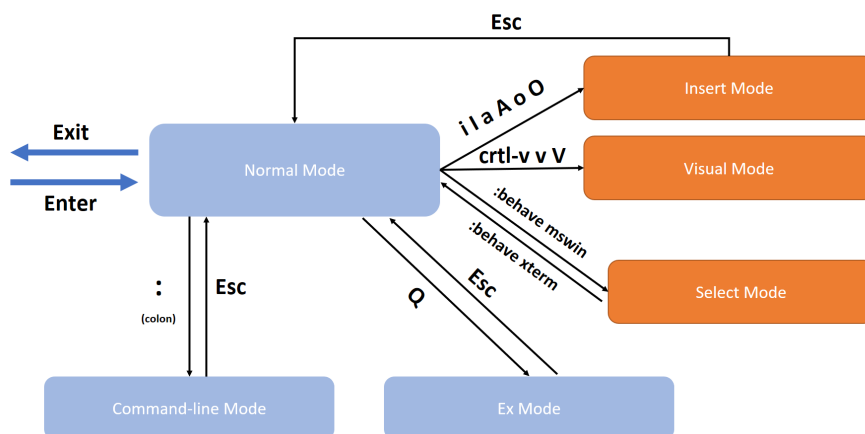 Esc
Insert Mode
i I a A o O
Exit
crtl-v v V
Normal Mode
Visual Mode
Enter
:behave mswin
:behave xterm
:
(colon)
Esc
Q
Esc
Select Mode
Command-line Mode
Ex Mode